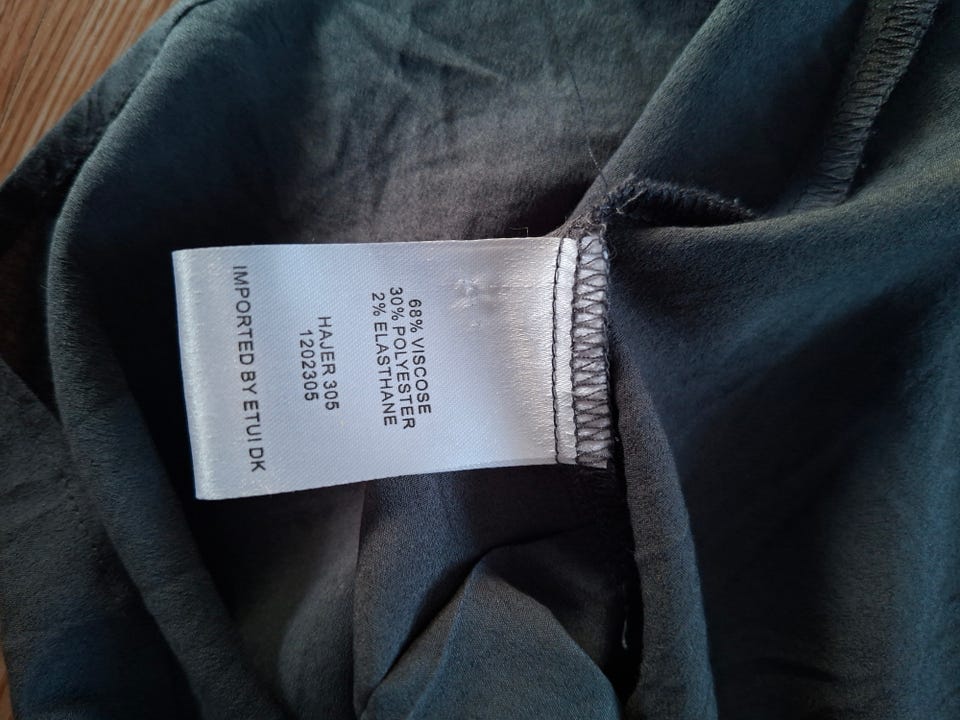 68% VISCOSE
30% POLYESTER
2% ELASTHANE
HAJER 305
1202305
IMPORTED BY ETUI DK